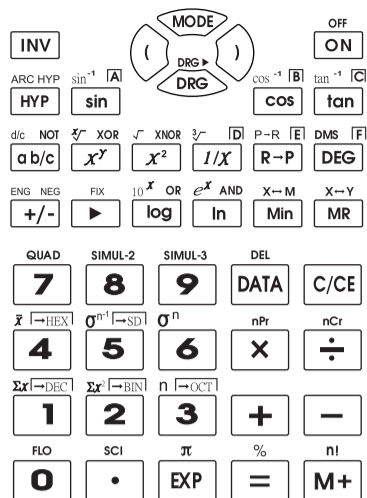 MODE OFF
INV ( DRG ▶ ) ON
DRG
ARC HYP sin⁻¹ A cos⁻¹ B tan⁻¹ C
HYP sin cos tan
d/c NOT ˣ√ XOR √ XNOR ³√ D P→R E DMS F
a b/c Xʸ X² 1/X R→P DEG
ENG NEG FIX 10ˣ OR eˣ AND X↔M X↔Y
+/- ▶ log In Min MR
QUAD SIMUL-2 SIMUL-3 DEL
7 8 9 DATA C/CE
x̄ →HEX σⁿ⁻¹ →SD σⁿ nPr nCr
4 5 6 × ÷
Σx →DEC Σx² →BIN n →OCT
1 2 3 + −
FLO SCI π % n!
0 • EXP = M+